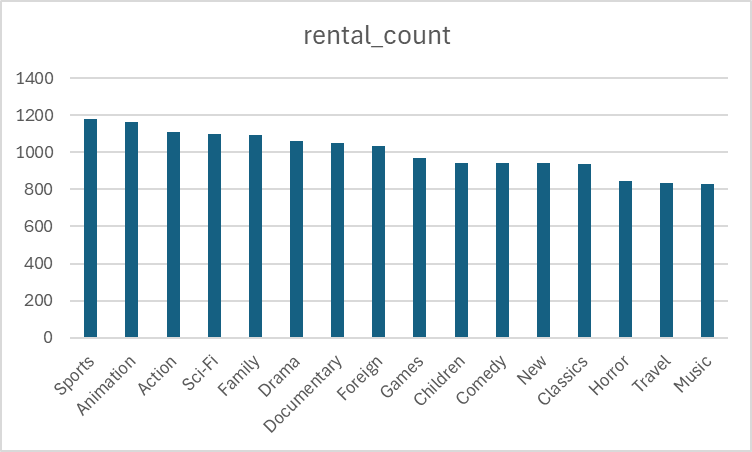 rental_count
1400
1200
1000
800
600
400
200
0
Sports
Animation
Action
Sci-Fi
Family
Drama
Documentary
Foreign
Games
Children
Comedy
New
Classics
Horror
Travel
Music